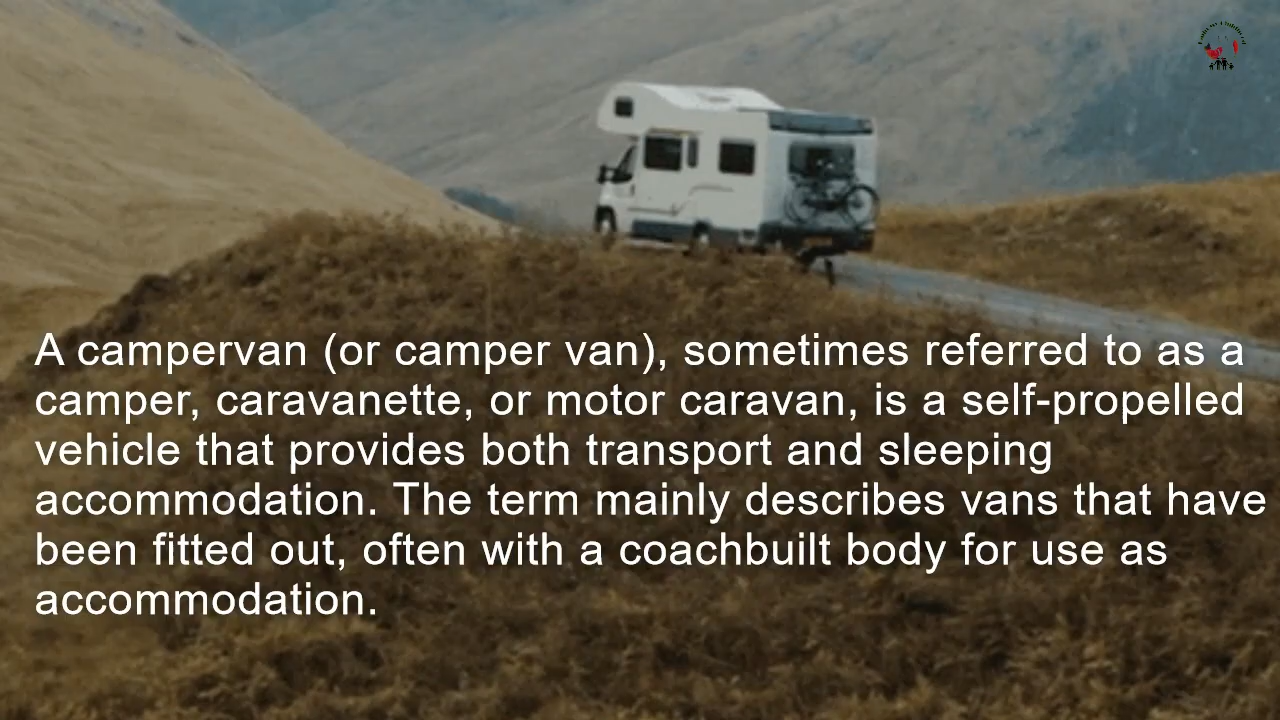 A campervan (or camper van), sometimes referred to as a
camper, caravanette, or motor caravan, is a self-propelled
vehicle that provides both transport and sleeping
accommodation. The term mainly describes vans that have
been fitted out, often with a coachbuilt body for use as
accommodation.